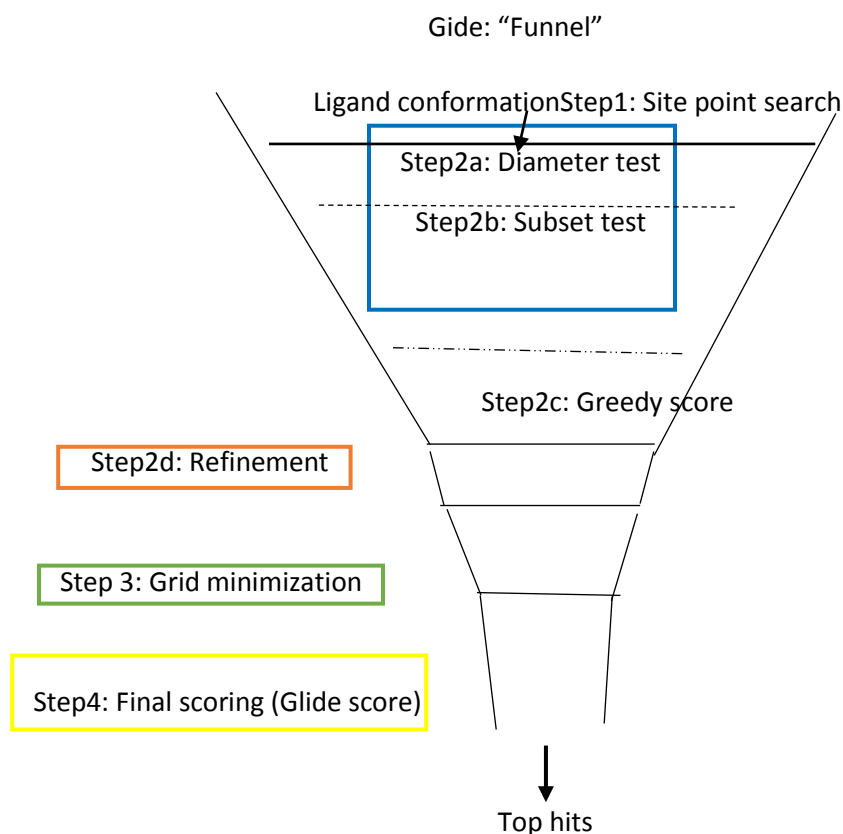 Gide: “Funnel”
Ligand conformationStep1: Site point search
Step2a: Diameter test
Step2b: Subset test
Step2c: Greedy score
Step2d: Refinement
Step 3: Grid minimization
Step4: Final scoring (Glide score)
Top hits